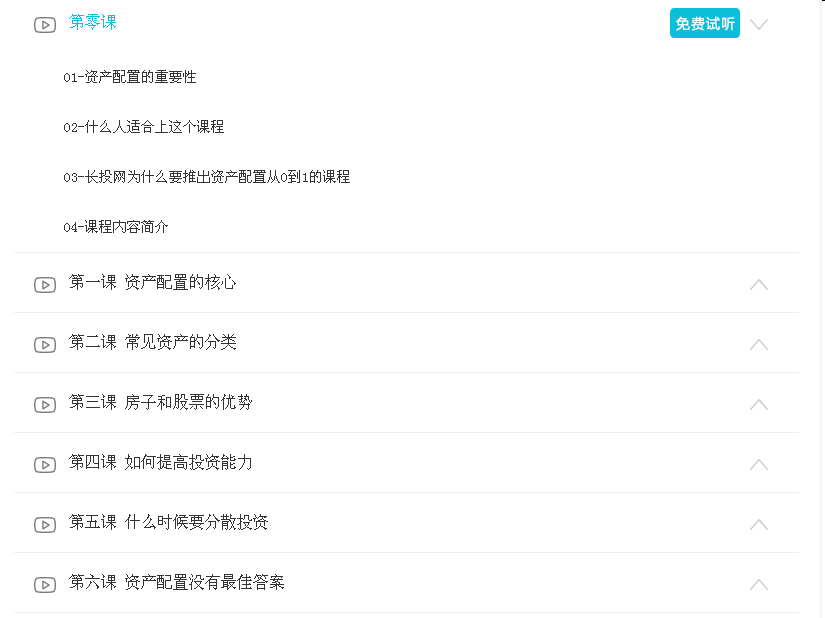 第零课
免费试听
01-资产配置的重要性
02-什么人适合上这个课程
03-长投网为什么要推出资产配置从0到1的课程
04-课程内容简介
第一课 资产配置的核心
第二课 常见资产的分类
第三课 房子和股票的优势
第四课 如何提高投资能力
第五课 什么时候要分散投资
第六课 资产配置没有最佳答案